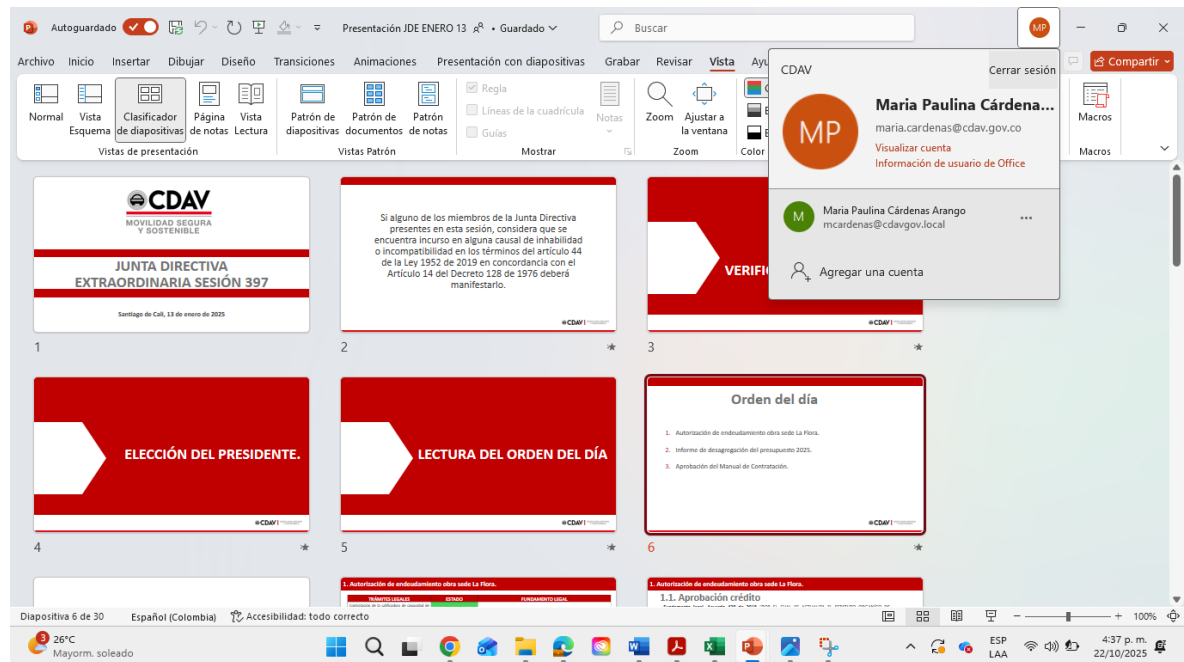 Autoguardado
Presentación JDE ENERO 13
• Guardado
Buscar
MP
Archivo Inicio Insertar Dibujar Diseño Transiciones Animaciones Presentación con diapositivas Grabar Revisar Vista Ayu
Compartir
Normal
Vista Esquema
Clasificador de diapositivas
Página de notas
Vista Lectura
Vistas de presentación
Patrón de diapositivas
Patrón de documentos
Patrón de notas
Vistas Patrón
Regla
Líneas de la cuadrícula
Guías
Mostrar
Notas
Zoom
Ajustar a la ventana
Zoom
Color
Macros
Macros
CDAV
Cerrar sesión
MP
Maria Paulina Cárdena...
maria.cardenas@cdav.gov.co
Visualizar cuenta
Información de usuario de Office
M
Maria Paulina Cárdenas Arango
mcardenas@cdavgov.local
Agregar una cuenta
CDAV
MOVILIDAD SEGURA
Y SOSTENIBLE
JUNTA DIRECTIVA
EXTRAORDINARIA SESIÓN 397
Santiago de Cali, 13 de enero de 2025
1
Si alguno de los miembros de la Junta Directiva
presentes en esta sesión, considera que se
encuentra incurso en alguna causal de inhabilidad
o incompatibilidad en los términos del artículo 44
de la Ley 1952 de 2019 en concordancia con el
Artículo 14 del Decreto 128 de 1976 deberá
manifestarlo.
CDAV
2
VERIFI
CDAV
3
ELECCIÓN DEL PRESIDENTE.
CDAV
4
LECTURA DEL ORDEN DEL DÍA
CDAV
5
Orden del día
1. Autorización de endeudamiento obra sede La Flora.
2. Informe de desagregación del presupuesto 2025.
3. Aprobación del Manual de Contratación.
CDAV
6
1. Autorización de endeudamiento obra sede La Flora.
TRÁMITES LEGALES ESTADO FUNDAMENTO LEGAL
1. Autorización de endeudamiento obra sede La Flora.
1.1. Aprobación crédito
Diapositiva 6 de 30
Español (Colombia)
Accesibilidad: todo correcto
100%
3
26°C
Mayorm. soleado
ESP
LAA
4:37 p. m.
22/10/2025